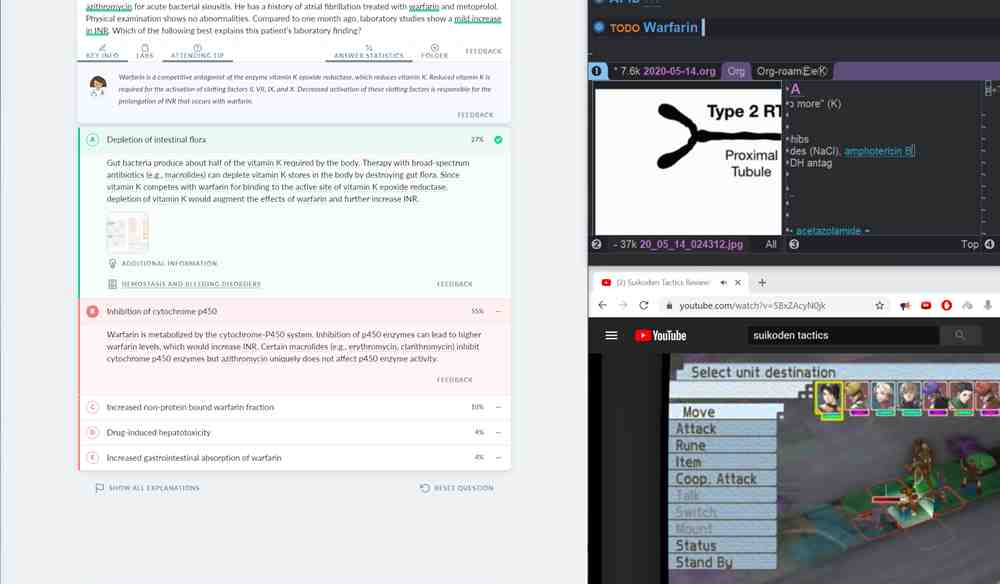 azithromycin for acute bacterial sinusitis. He has a history of atrial fibrillation treated with warfarin and metoprolol.
Physical examination shows no abnormalities. Compared to one month ago, laboratory studies show a mild increase
in INR. Which of the following best explains this patient's laboratory finding?
KEY INFO
LABS
ATTENDING TIP
ANSWER STATISTICS
FOLDER
FEEDBACK
Warfarin is a competitive antagonist of the enzyme vitamin K epoxide reductase, which reduces vitamin K. Reduced vitamin K is
required for the activation of clotting factors II, VII, IX, and X. Decreased activation of these clotting factors is responsible for the
prolongation of INR that occurs with warfarin.
FEEDBACK
A Depletion of intestinal flora 27%
Gut bacteria produce about half of the vitamin K required by the body. Therapy with broad-spectrum
antibiotics (e.g., macrolides) can deplete vitamin K stores in the body by destroying gut flora. Since
vitamin K competes with warfarin for binding to the active site of vitamin K epoxide reductase,
depletion of vitamin K would augment the effects of warfarin and further increase INR.
ADDITIONAL INFORMATION
HEMOSTASIS AND BLEEDING DISORDERS
FEEDBACK
B Inhibition of cytochrome p450 55% –
Warfarin is metabolized by the cytochrome-P450 system. Inhibition of p450 enzymes can lead to higher
warfarin levels, which would increase INR. Certain macrolides (e.g., erythromycin, clarithromycin) inhibit
cytochrome p450 enzymes but azithromycin uniquely does not affect p450 enzyme activity.
FEEDBACK
C Increased non-protein bound warfarin fraction 10% –
D Drug-induced hepatotoxicity 4% –
E Increased gastrointestinal absorption of warfarin 4% –
SHOW ALL EXPLANATIONS
RESET QUESTION
TODO Warfarin
1 * 7.6k 2020-05-14.org Org Org-roam
Type 2 RT
Proximal
Tubule
A
more" (K)
hibs
des (NaCl), amphotericin B
DH antag
acetazolamide
2 - 37k 20_05_14_024312.jpg All 3 Top 4
(2) Suikoden Tactics Review
youtube.com/watch?v=SBxZAcyN0jk
YouTube
suikoden tactics
Select unit destination
Move
Attack
Rune
Item
Coop. Attack
Talk
Switch
Mount
Status
Stand By